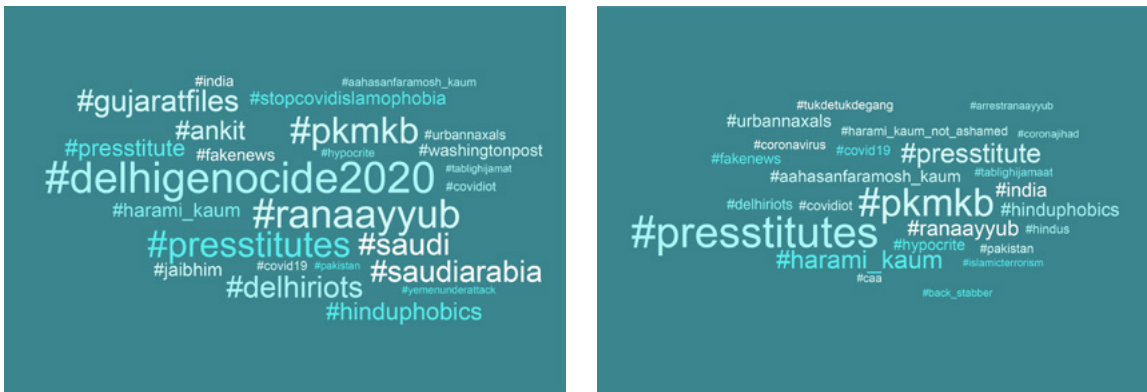 #india
#aahasanfaramosh_kaum
#gujaratfiles
#stopcovidislamophobia
#ankit
#pkmkb
#urbannaxals
#presstitute
#fakenews
#hypocrite
#washingtonpost
#tablighijamat
#delhigenocide2020
#covidiot
#harami_kaum
#ranaayyub
#presstitutes
#saudi
#jaibhim
#covid19
#pakistan
#saudiarabia
#delhiriots
#yemenunderattack
#hinduphobics
#tukdetukdegang
#arrestranaayyub
#urbannaxals
#harami_kaum_not_ashamed
#coronajihad
#coronavirus
#covid19
#presstitute
#fakenews
#tablighijamaat
#aahasanfaramosh_kaum
#india
#delhiriots
#covidiot
#pkmkb
#hinduphobics
#presstitutes
#ranaayyub
#hindus
#hypocrite
#pakistan
#harami_kaum
#islamicterrorism
#caa
#back_stabber